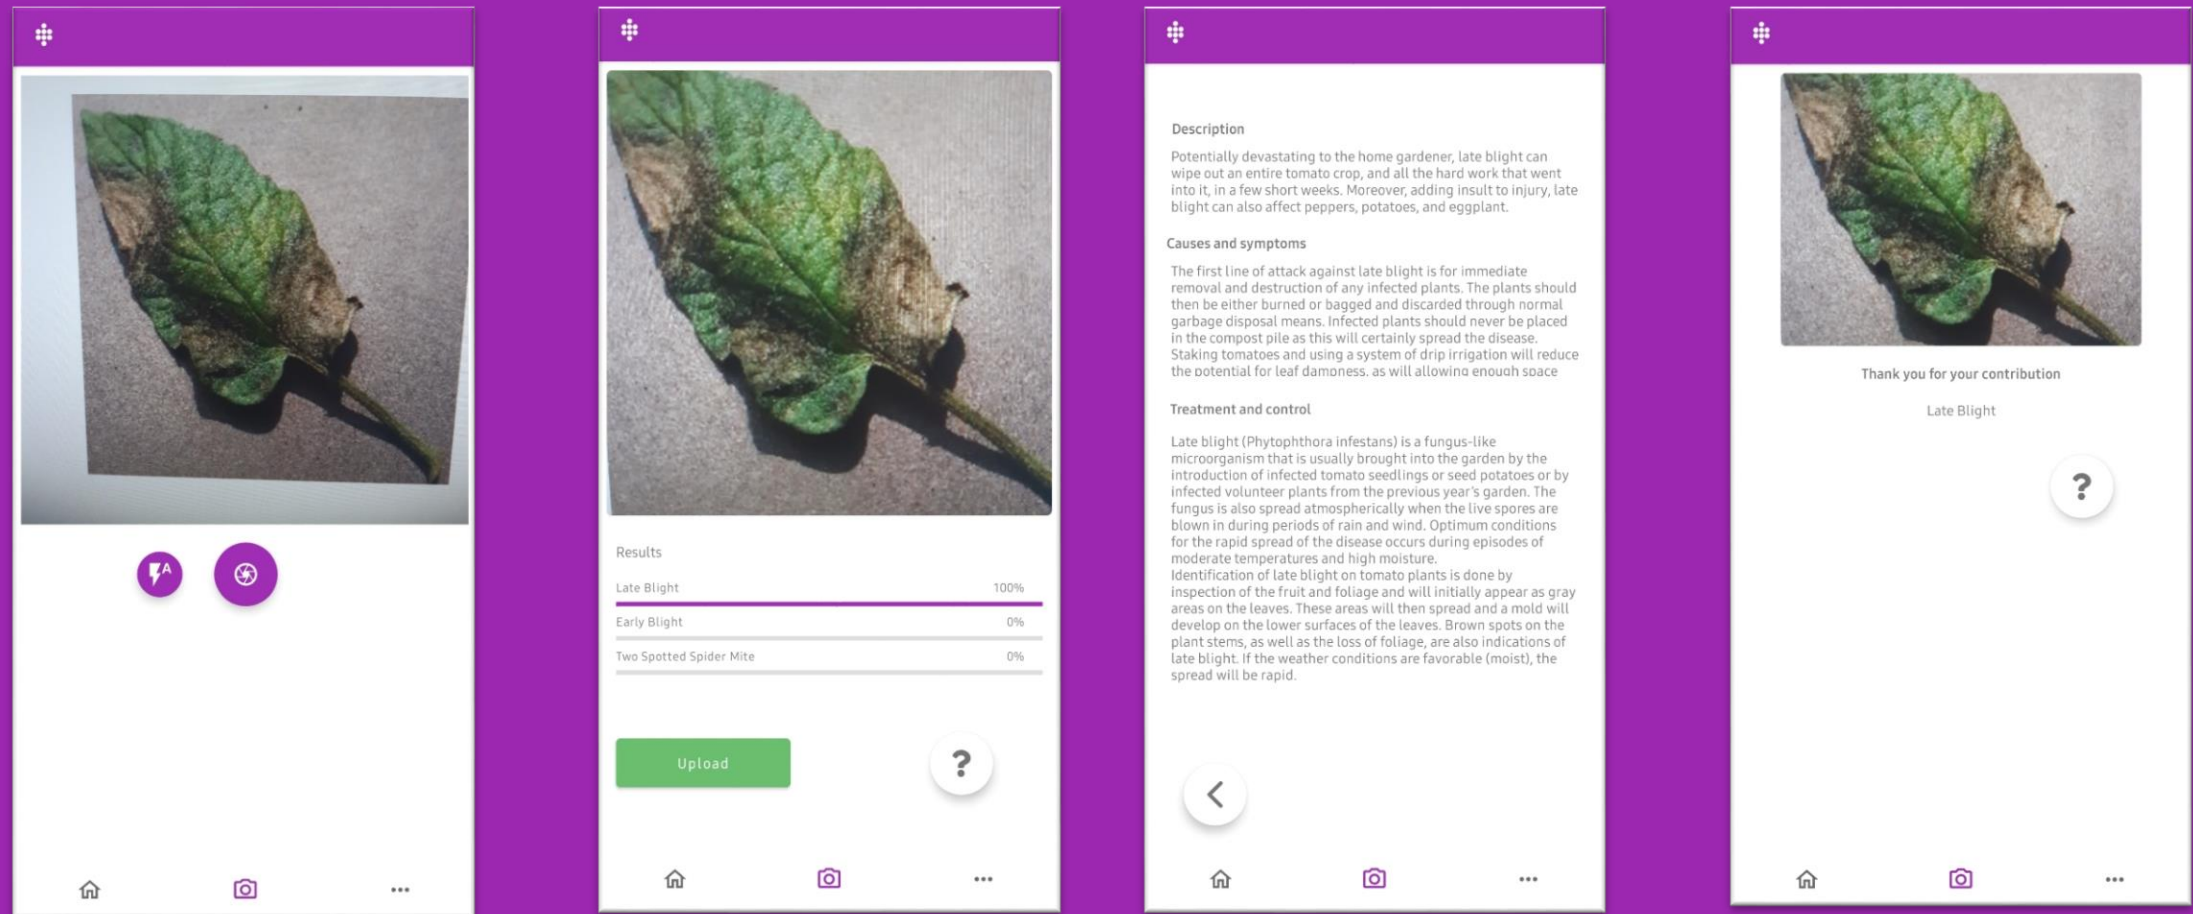 A
Results
Late Blight 100%
Early Blight 0%
Two Spotted Spider Mite 0%
Upload
?
Description
Potentially devastating to the home gardener, late blight can
wipe out an entire tomato crop, and all the hard work that went
into it, in a few short weeks. Moreover, adding insult to injury, late
blight can also affect peppers, potatoes, and eggplant.
Causes and symptoms
The first line of attack against late blight is for immediate
removal and destruction of any infected plants. The plants should
then be either burned or bagged and discarded through normal
garbage disposal means. Infected plants should never be placed
in the compost pile as this will certainly spread the disease.
Staking tomatoes and using a system of drip irrigation will reduce
the potential for leaf dampness, as will allowing enough space
Treatment and control
Late blight (Phytophthora infestans) is a fungus-like
microorganism that is usually brought into the garden by the
introduction of infected tomato seedlings or seed potatoes or by
infected volunteer plants from the previous year's garden. The
fungus is also spread atmospherically when the live spores are
blown in during periods of rain and wind. Optimum conditions
for the rapid spread of the disease occurs during episodes of
moderate temperatures and high moisture.
Identification of late blight on tomato plants is done by
inspection of the fruit and foliage and will initially appear as gray
areas on the leaves. These areas will then spread and a mold will
develop on the lower surfaces of the leaves. Brown spots on the
plant stems, as well as the loss of foliage, are also indications of
late blight. If the weather conditions are favorable (moist), the
spread will be rapid.
Thank you for your contribution
Late Blight
?